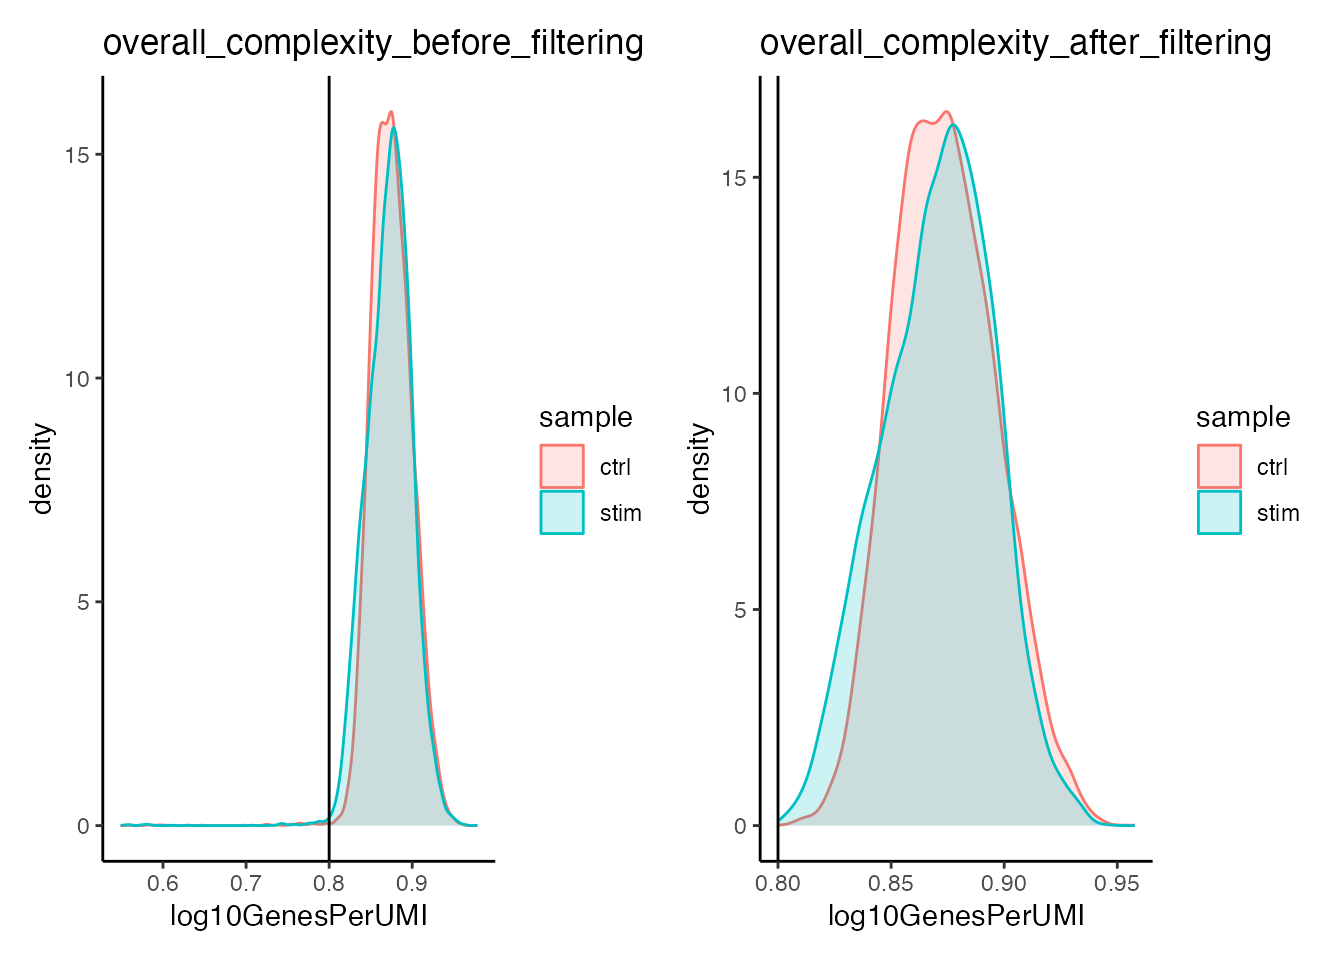 overall_complexity_before_filtering
15
10
5
0
density
0.6 0.7 0.8 0.9
log10GenesPerUMI
sample
ctrl
stim
overall_complexity_after_filtering
15
10
5
0
density
0.80 0.85 0.90 0.95
log10GenesPerUMI
sample
ctrl
stim